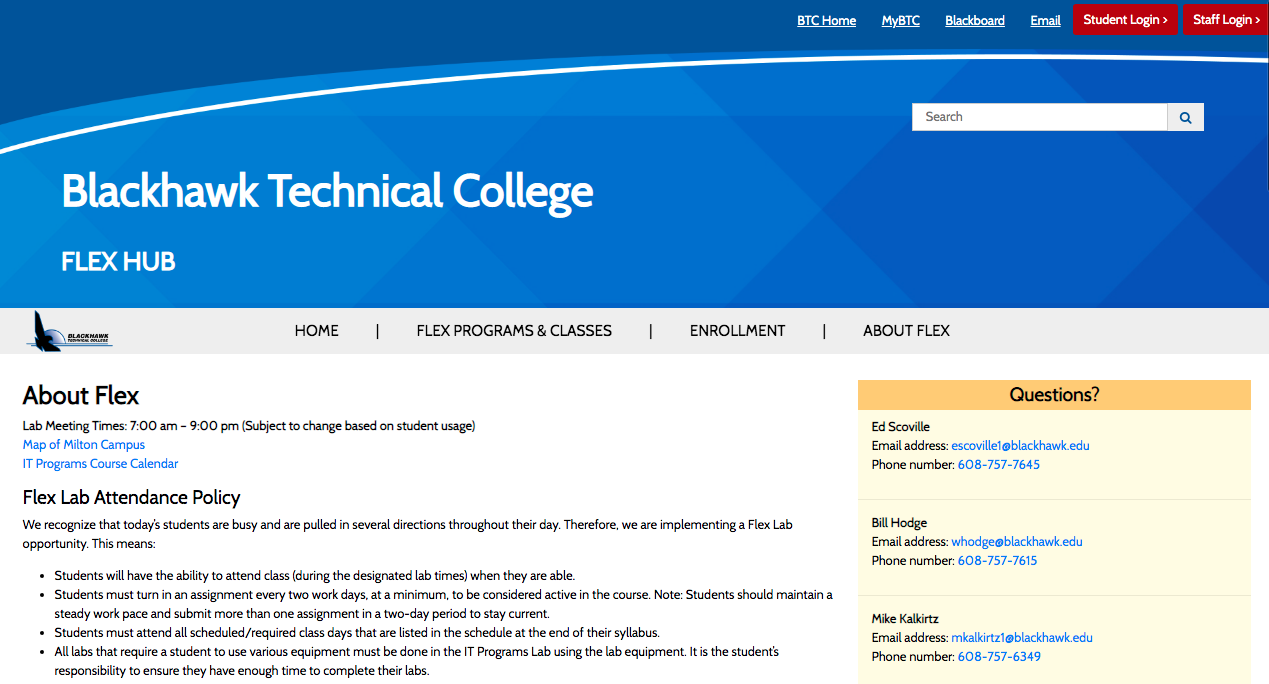 BTC Home MyBTC Blackboard Email Student Login › Staff Login ›
Search
Blackhawk Technical College
FLEX HUB
BLACKHAWK
TECHNICAL COLLEGE
HOME | FLEX PROGRAMS & CLASSES | ENROLLMENT | ABOUT FLEX
About Flex
Lab Meeting Times: 7:00 am – 9:00 pm (Subject to change based on student usage)
Map of Milton Campus
IT Programs Course Calendar
Flex Lab Attendance Policy
We recognize that today's students are busy and are pulled in several directions throughout their day. Therefore, we are implementing a Flex Lab
opportunity. This means:
• Students will have the ability to attend class (during the designated lab times) when they are able.
• Students must turn in an assignment every two work days, at a minimum, to be considered active in the course. Note: Students should maintain a
steady work pace and submit more than one assignment in a two-day period to stay current.
• Students must attend all scheduled/required class days that are listed in the schedule at the end of their syllabus.
• All labs that require a student to use various equipment must be done in the IT Programs Lab using the lab equipment. It is the student's
responsibility to ensure they have enough time to complete their labs.
Questions?
Ed Scoville
Email address: escoville1@blackhawk.edu
Phone number: 608-757-7645
Bill Hodge
Email address: whodge@blackhawk.edu
Phone number: 608-757-7615
Mike Kalkirtz
Email address: mkalkirtz1@blackhawk.edu
Phone number: 608-757-6349